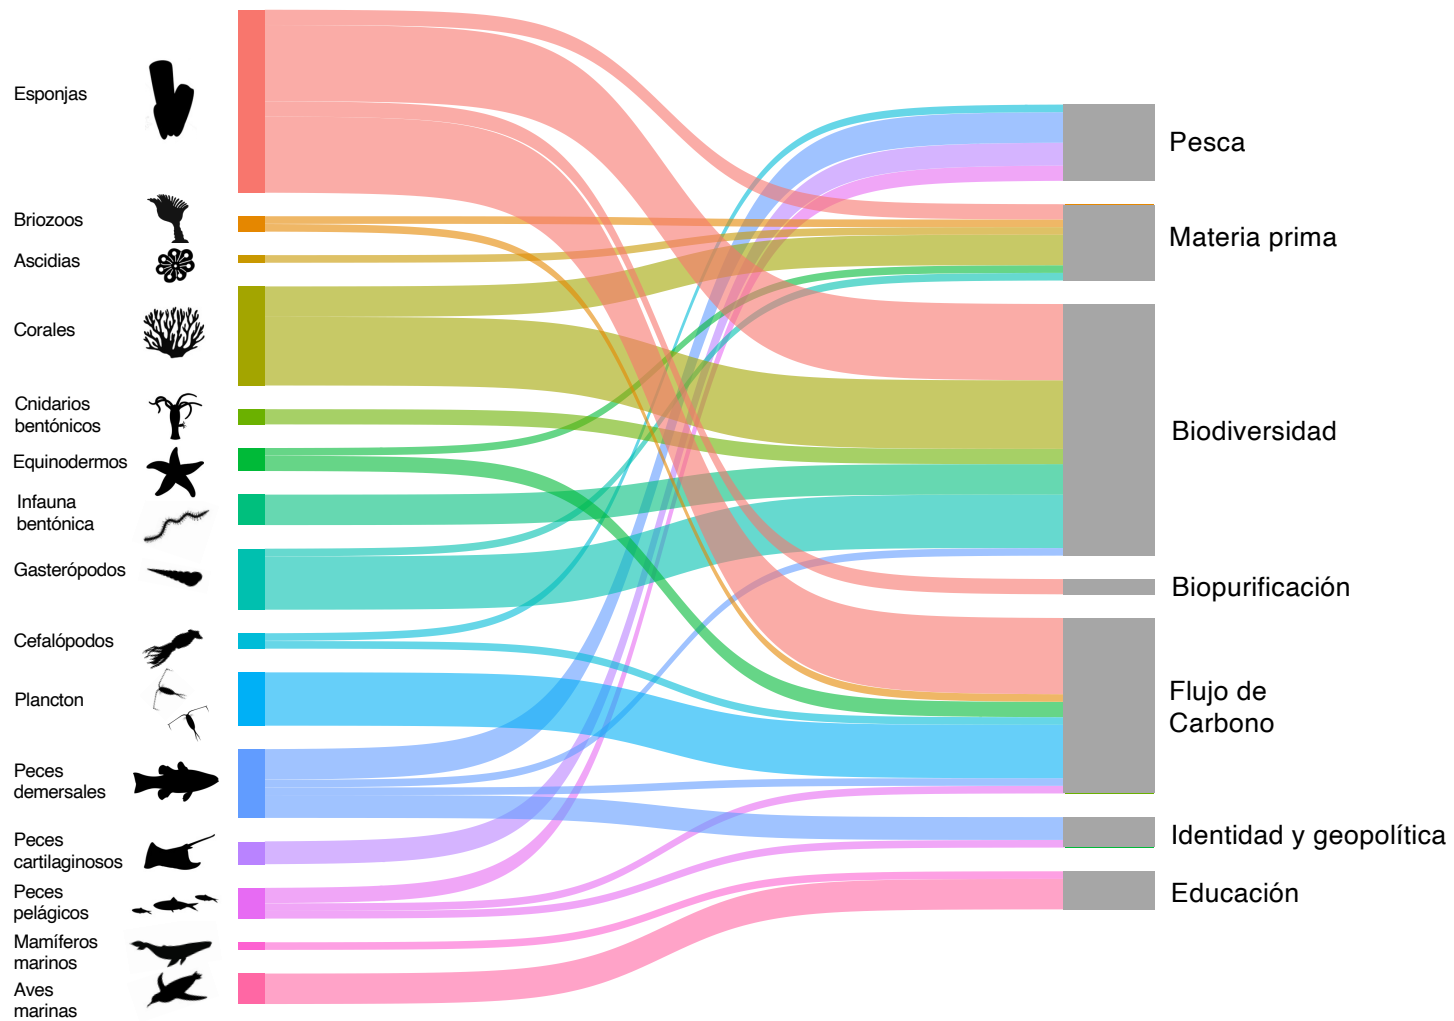 Esponjas
Briozoos
Ascidias
Corales
Cnidarios
bentónicos
Equinodermos
Infauna
bentónica
Gasterópodos
Cefalópodos
Plancton
Peces
demersales
Peces
cartilaginosos
Peces
pelágicos
Mamíferos
marinos
Aves
marinas
Pesca
Materia prima
Biodiversidad
Biopurificación
Flujo de
Carbono
Identidad y geopolítica
Educación